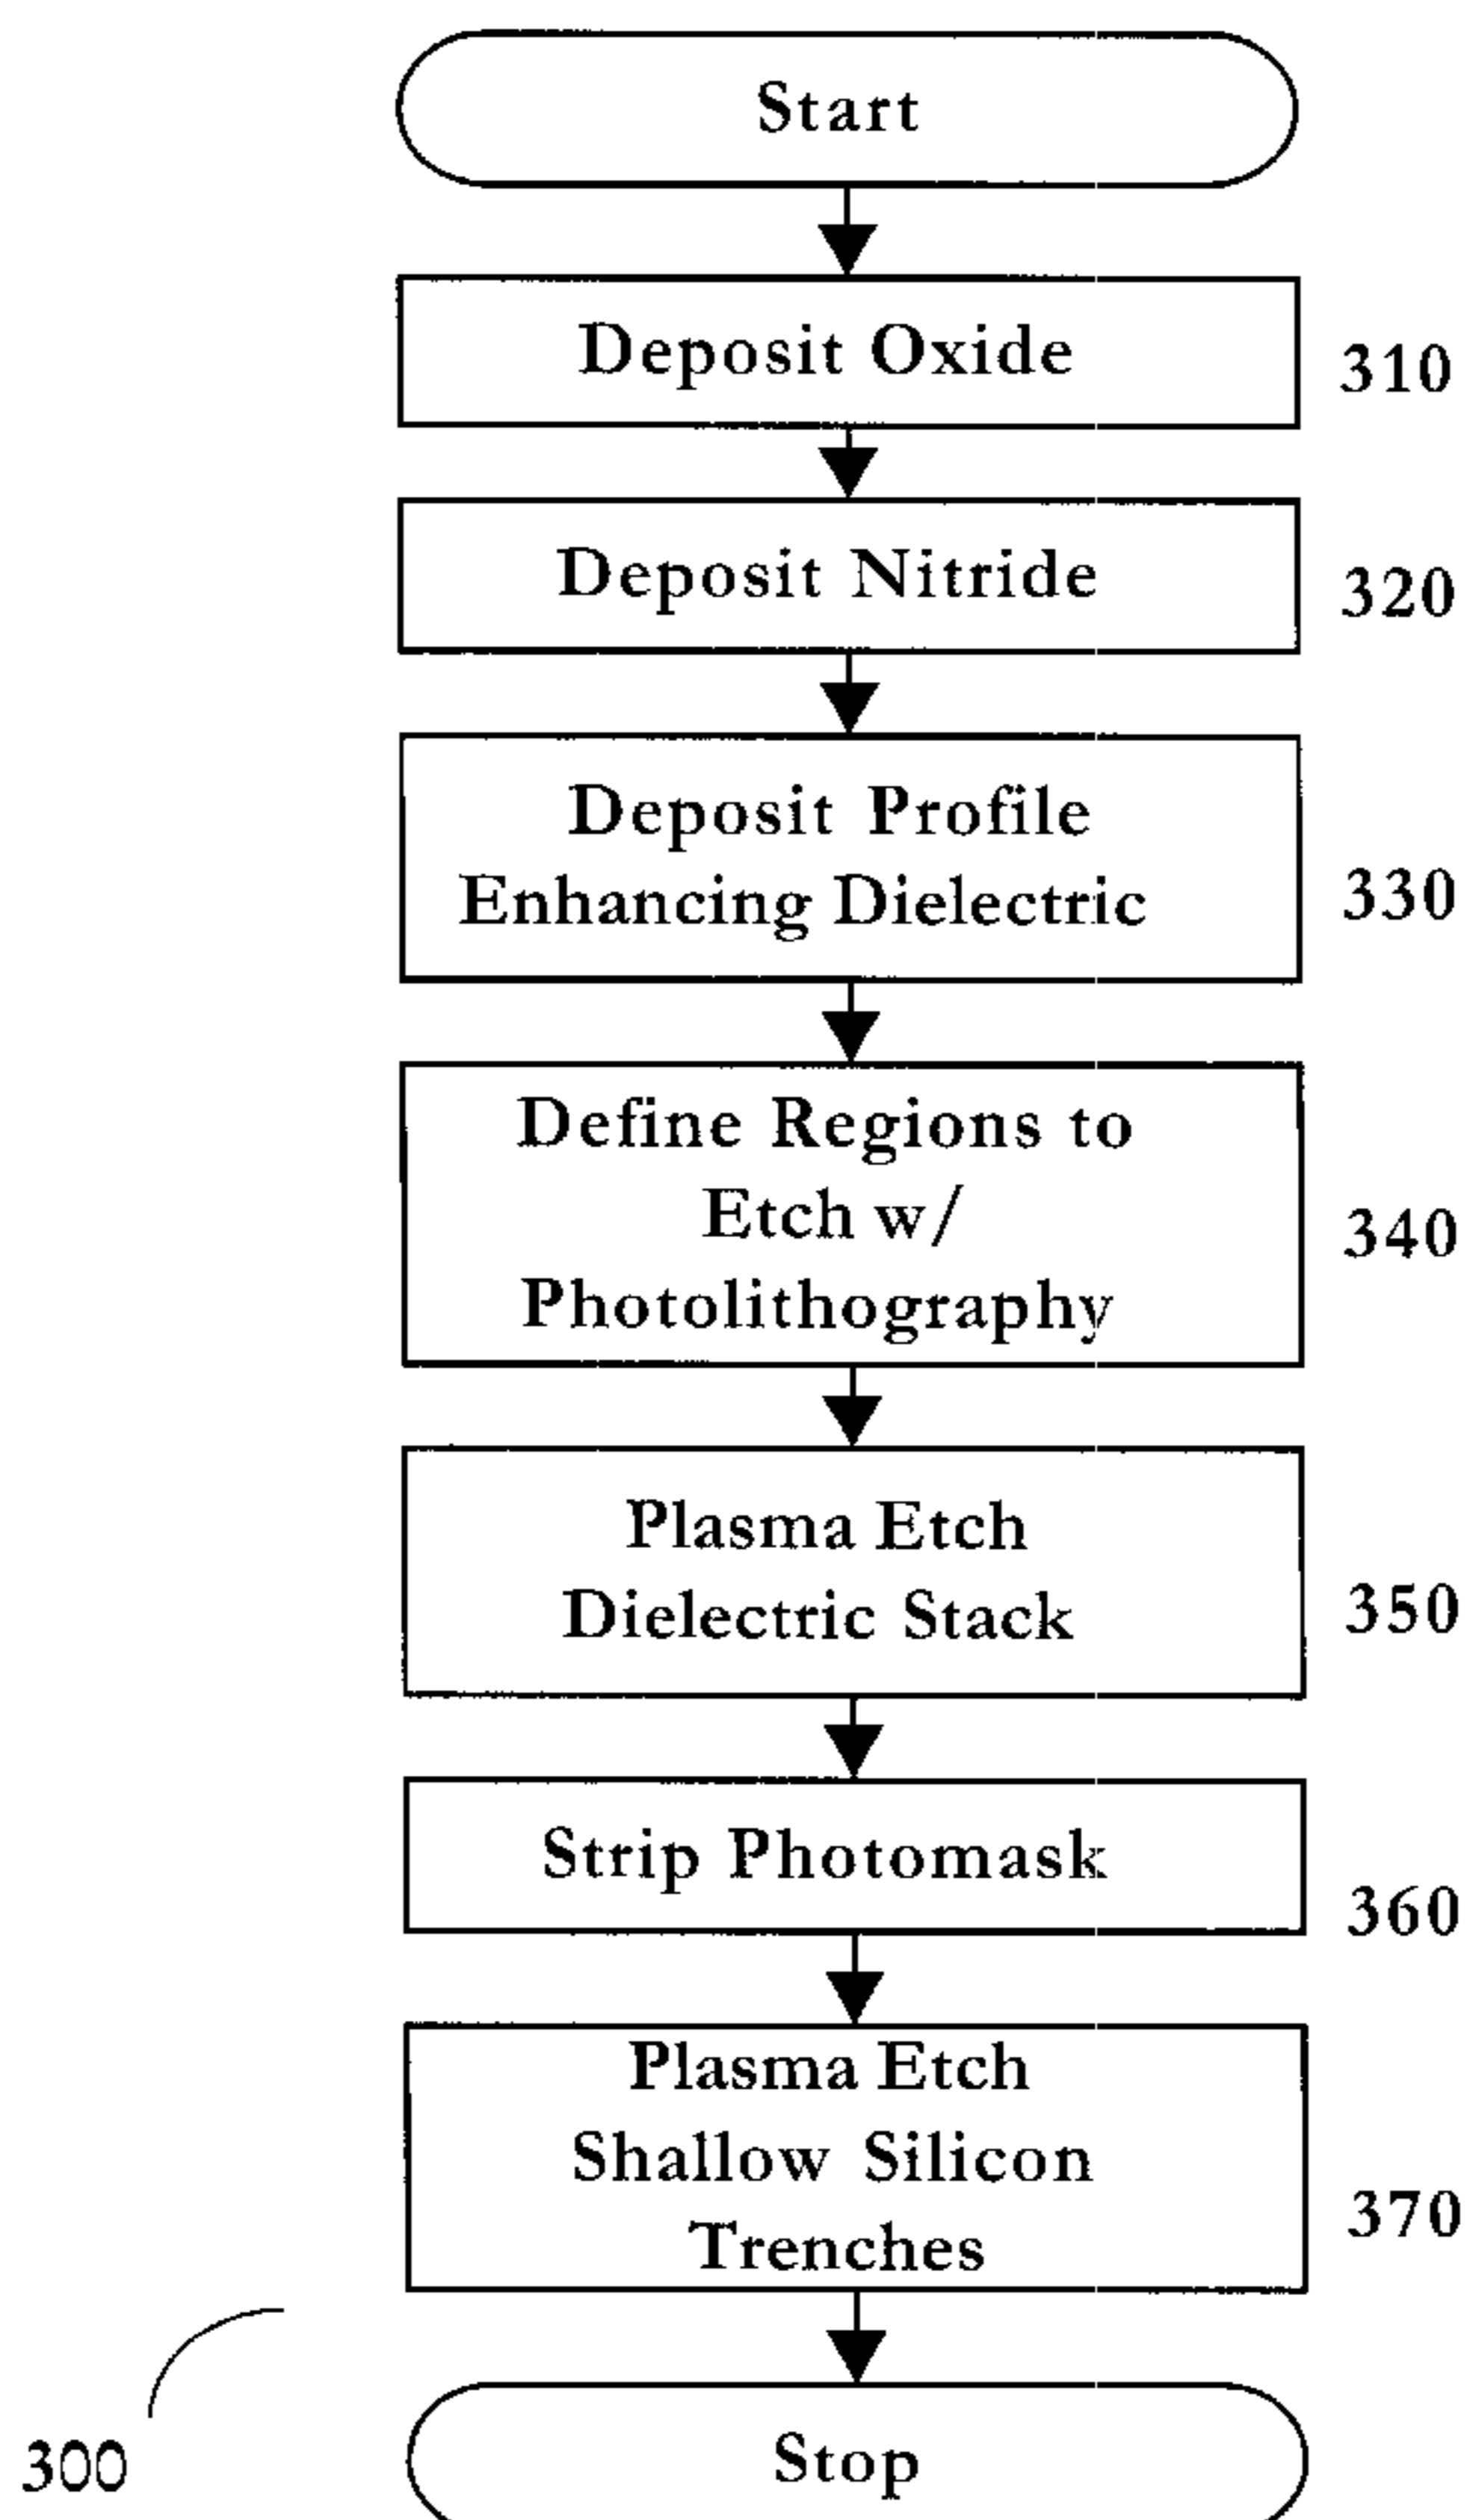 Start
Deposit Oxide
310
Deposit Nitride
320
Deposit Profile
Enhancing Dielectric
330
Define Regions to
Etch w/
Photolithography
340
Plasma Etch
Dielectric Stack
350
Strip Photomask
360
Plasma Etch
Shallow Silicon
Trenches
370
300
Stop